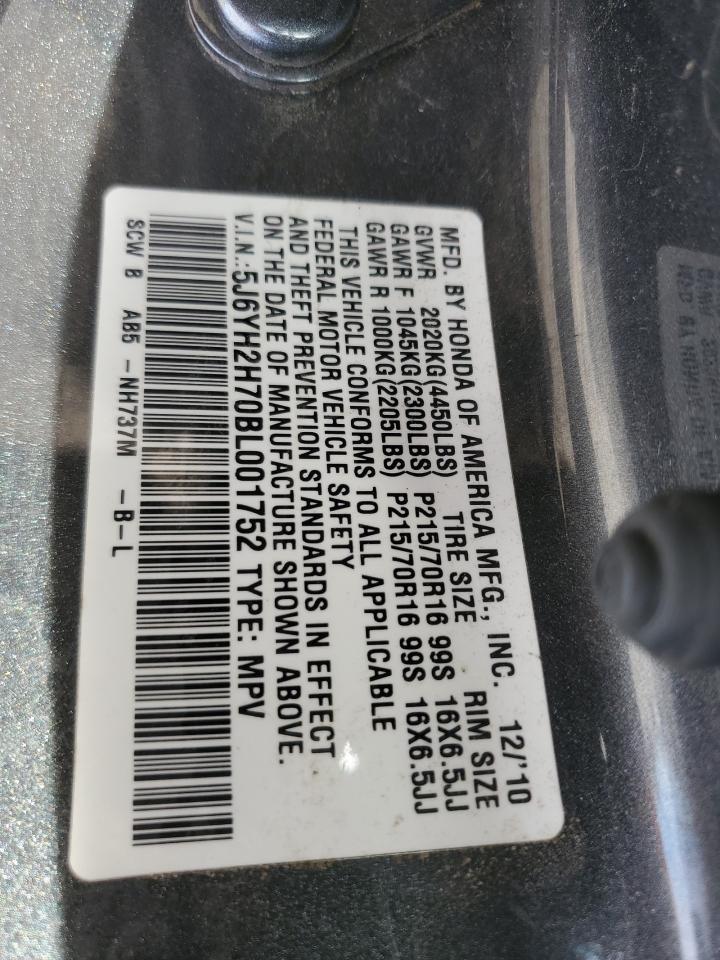 MFD. BY HONDA OF AMERICA MFG., INC. 12/'10
GVWR 2020KG(4450LBS) TIRE SIZE RIM SIZE
GAWR F 1045KG(2300LBS) P215/70R16 99S 16X6.5JJ
GAWR R 1000KG(2205LBS) P215/70R16 99S 16X6.5JJ
THIS VEHICLE CONFORMS TO ALL APPLICABLE
FEDERAL MOTOR VEHICLE SAFETY
AND THEFT PREVENTION STANDARDS IN EFFECT
ON THE DATE OF MANUFACTURE SHOWN ABOVE.
V.I.N.:5J6YH2H70BL001752 TYPE: MPV
SCW 8 AB5 -NH737M -B-L